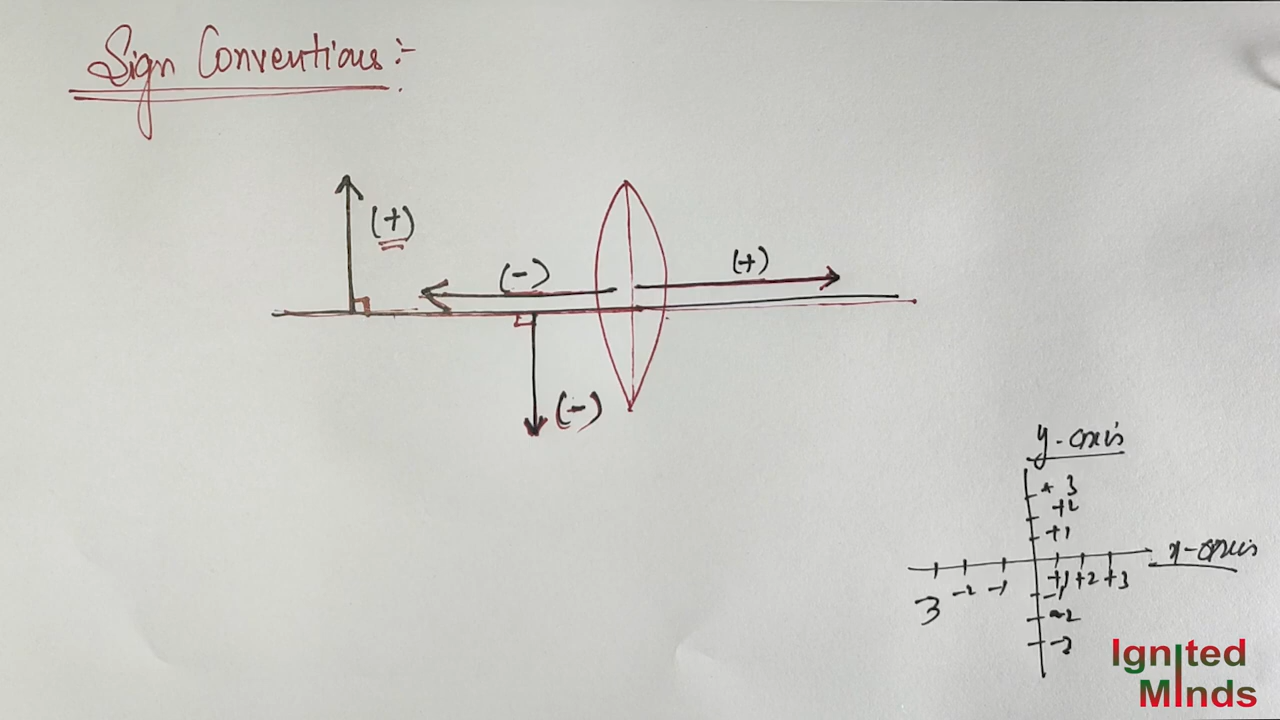 Sign Conventions:-
(+)
(-)
(+)
(-)
y-axis
+3
+2
+1
x-axis
-3 -2 -1 +1 +2 +3
-1
-2
-3
Ignited
Minds